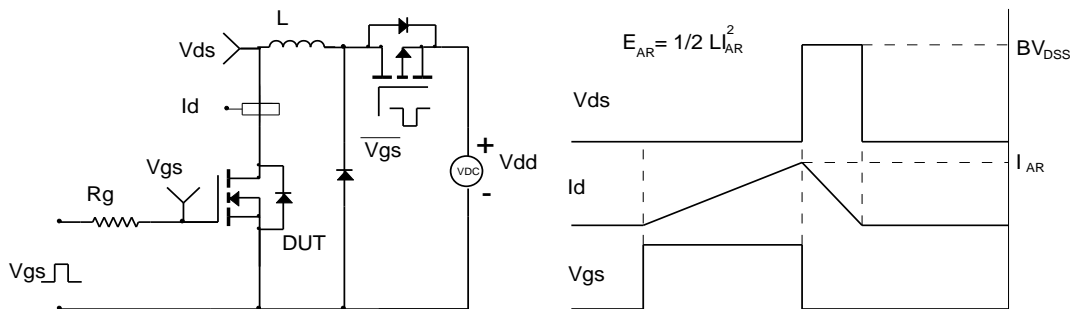 L
Vds
Id
Vgs
Rg
DUT
Vgs
Vgs
+
VDC
Vdd
-
E_AR = 1/2 LI_AR^2
BV_DSS
Vds
I_AR
Id
Vgs